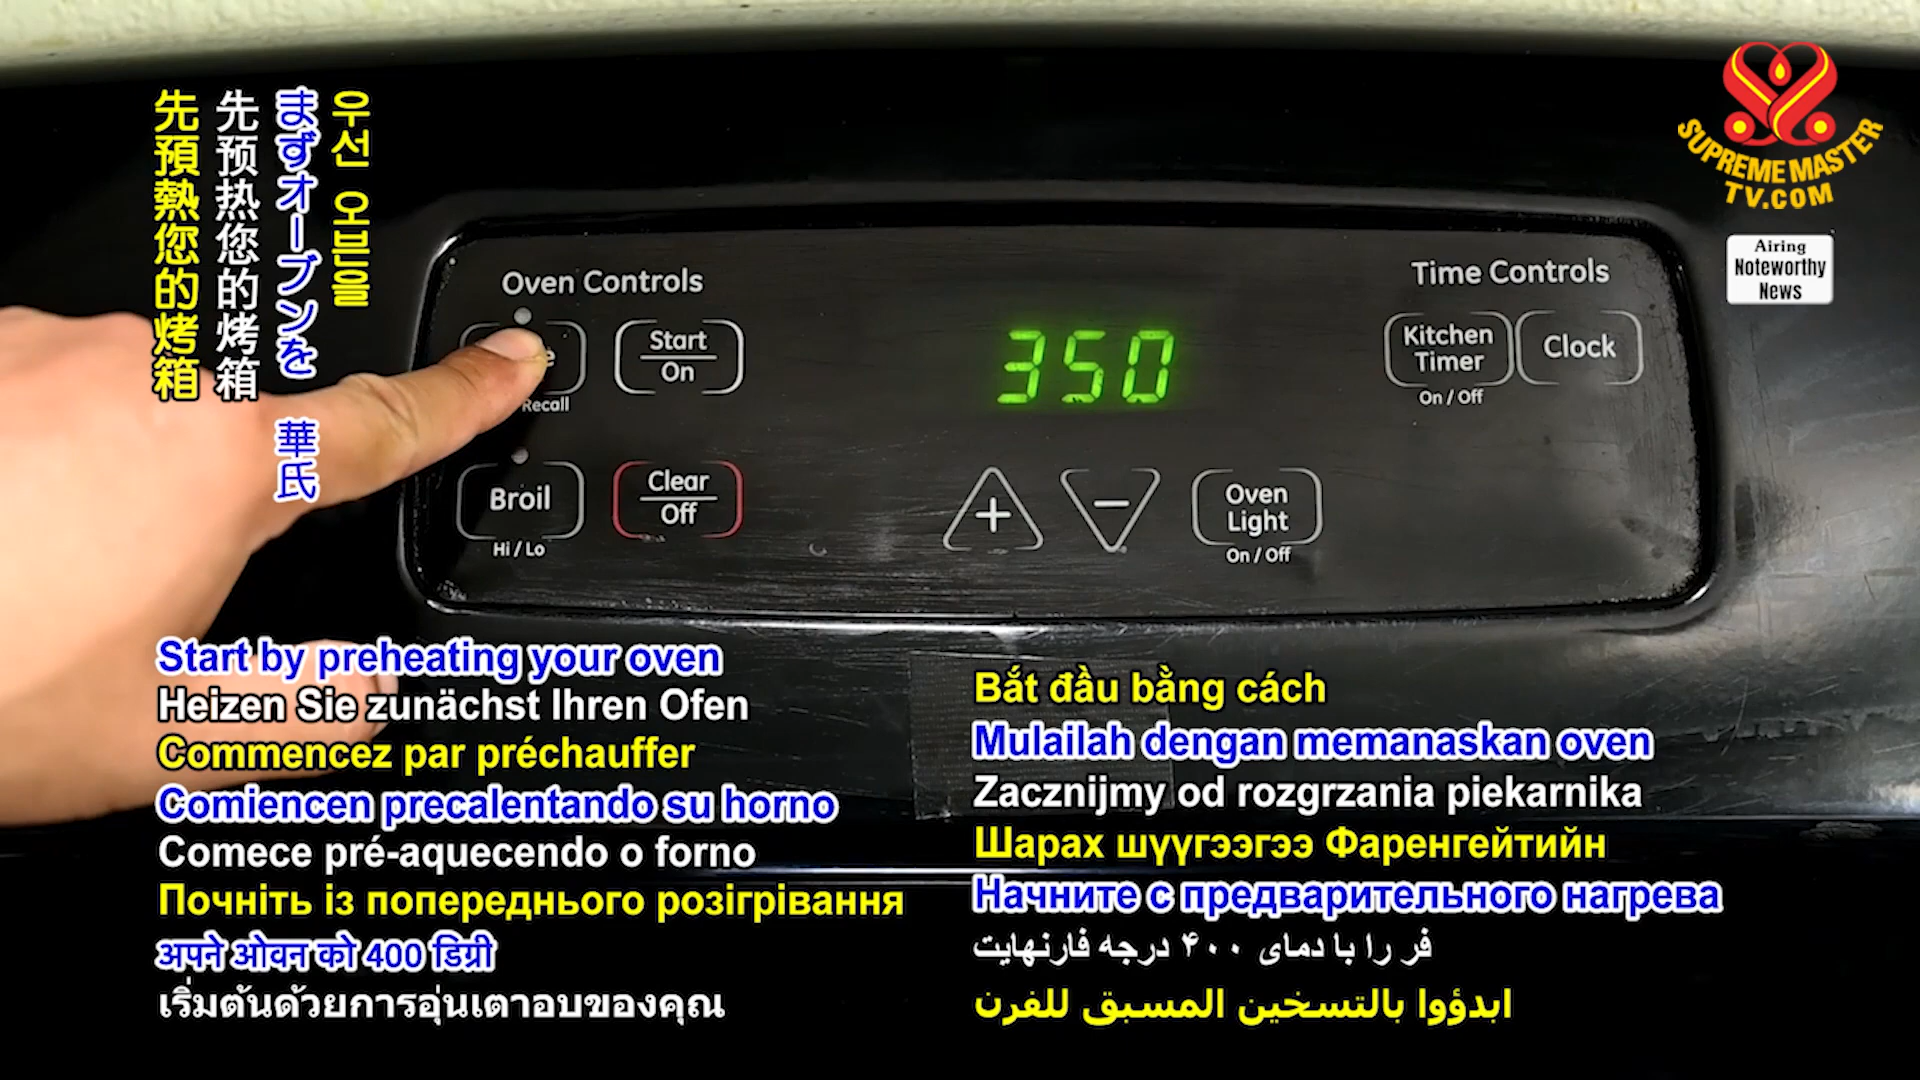 우선 오븐을
まずオーブンを 華氏
先预热您的烤箱
先預熱您的烤箱
SUPREME MASTER
TV.COM
Airing
Noteworthy
News
Oven Controls
Start
On
Recall
Broil
Hi / Lo
Clear
Off
350
+
−
Oven
Light
On / Off
Time Controls
Kitchen
Timer
On / Off
Clock
Start by preheating your oven
Heizen Sie zunächst Ihren Ofen
Commencez par préchauffer
Comiencen precalentando su horno
Comece pré-aquecendo o forno
Почніть із попереднього розігрівання
अपने ओवन को 400 डिग्री
เริ่มต้นด้วยการอุ่นเตาอบของคุณ
Bắt đầu bằng cách
Mulailah dengan memanaskan oven
Zacznijmy od rozgrzania piekarnika
Шарах шүүгээгээ Фаренгейтийн
Начните с предварительного нагрева
فر را با دمای ۴۰۰ درجه فارنهایت
ابدؤوا بالتسخين المسبق للفرن